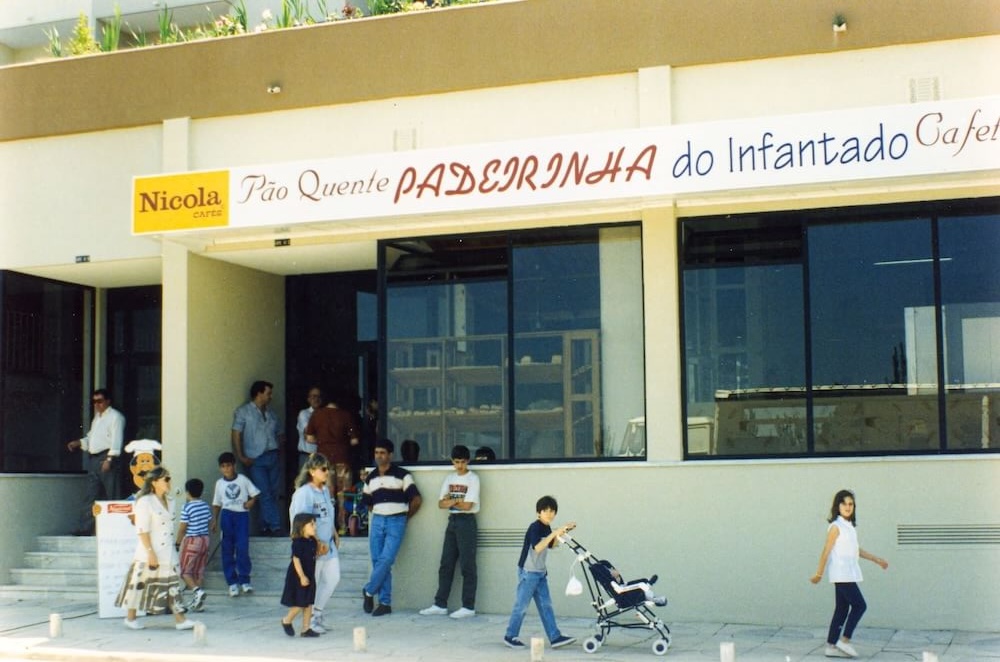 Nicola
CAFÉS
Pão Quente PADEIRINHA do Infantado Cafet